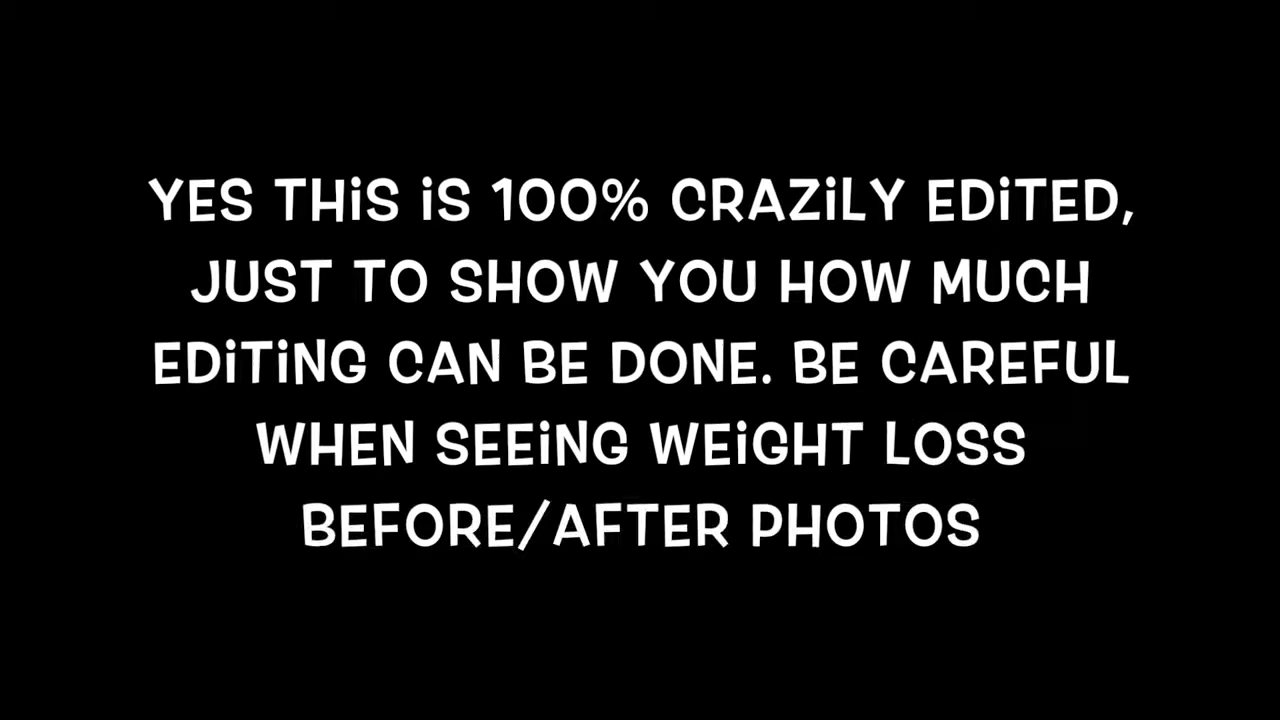 YES THiS iS 100% CRAZiLY EDiTED,
JUST TO SHOW YOU HOW MUCH
EDiTiNG CAN BE DONE. BE CAREFUL
WHEN SEEiNG WEiGHT LOSS
BEFORE/AFTER PHOTOS